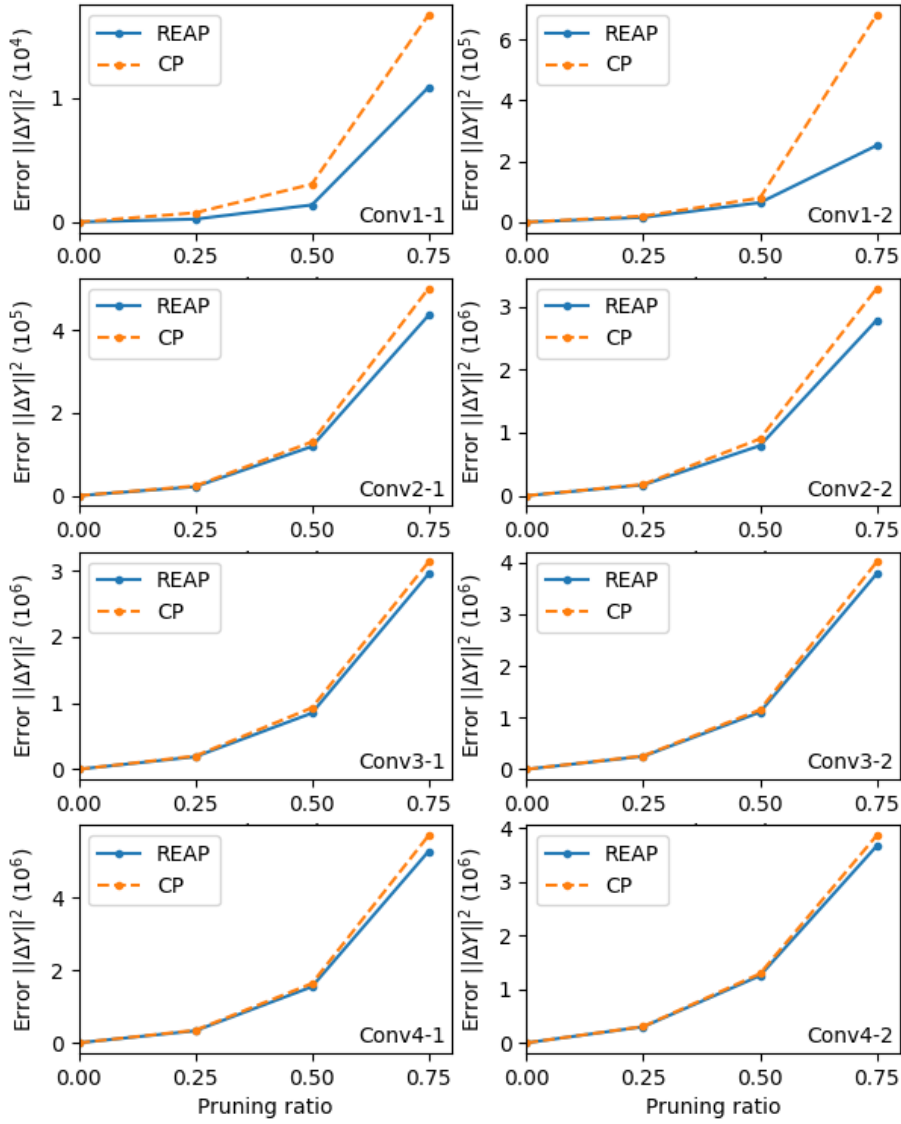 Error ||ΔY||² (10⁴)
1
0
REAP
CP
Conv1-1
0.00 0.25 0.50 0.75
Error ||ΔY||² (10⁵)
6
4
2
0
REAP
CP
Conv1-2
0.00 0.25 0.50 0.75
Error ||ΔY||² (10⁵)
4
2
0
REAP
CP
Conv2-1
0.00 0.25 0.50 0.75
Error ||ΔY||² (10⁶)
3
2
1
0
REAP
CP
Conv2-2
0.00 0.25 0.50 0.75
Error ||ΔY||² (10⁶)
3
2
1
0
REAP
CP
Conv3-1
0.00 0.25 0.50 0.75
Error ||ΔY||² (10⁶)
4
3
2
1
0
REAP
CP
Conv3-2
0.00 0.25 0.50 0.75
Error ||ΔY||² (10⁶)
4
2
0
REAP
CP
Conv4-1
0.00 0.25 0.50 0.75
Pruning ratio
Error ||ΔY||² (10⁶)
4
3
2
1
0
REAP
CP
Conv4-2
0.00 0.25 0.50 0.75
Pruning ratio